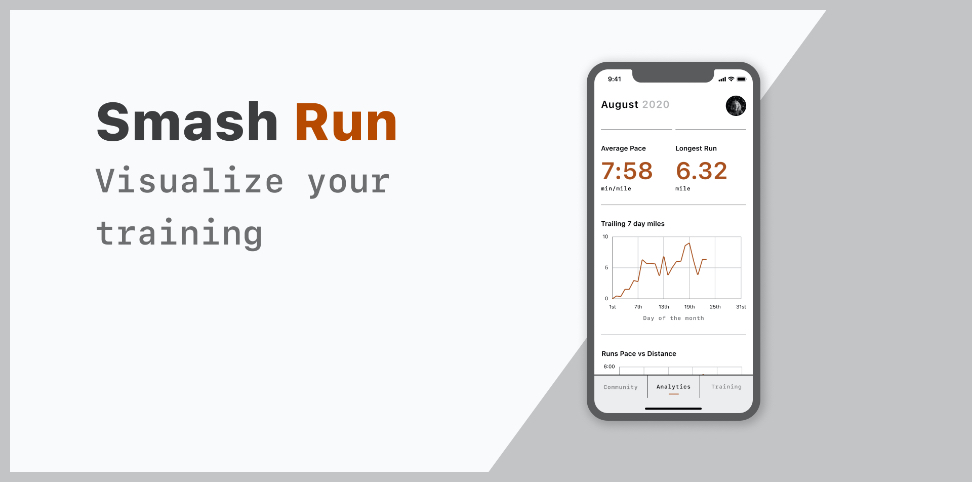 Smash Run
Visualize your
training
9:41
August 2020
Average Pace
Longest Run
7:58
6.32
min/mile
mile
Trailing 7 day miles
10
5
0
1st 7th 13th 19th 25th 31st
Day of the month
Runs Pace vs Distance
6:00
Community Analytics Training